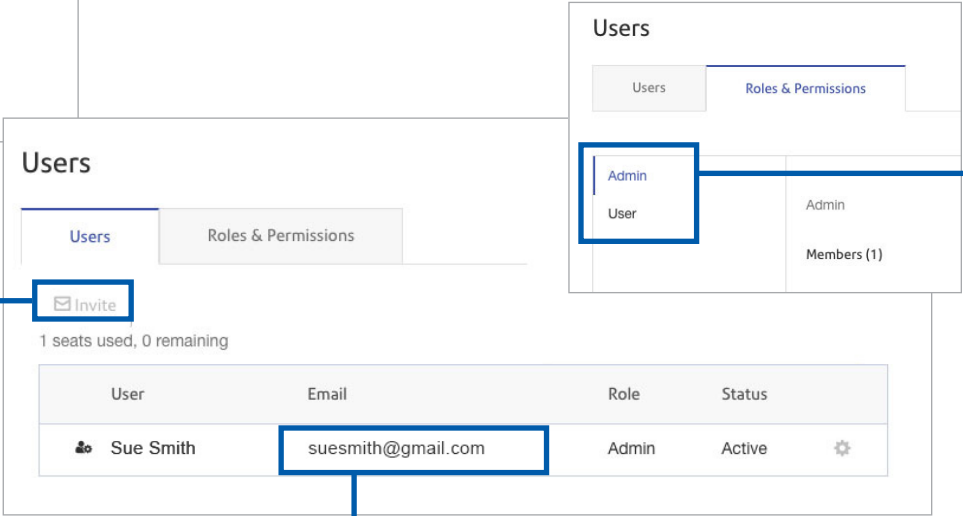 Users
Users Roles & Permissions
Admin
User
Admin
Members (1)
Users
Users Roles & Permissions
Invite
1 seats used, 0 remaining
User Email Role Status
Sue Smith suesmith@gmail.com Admin Active